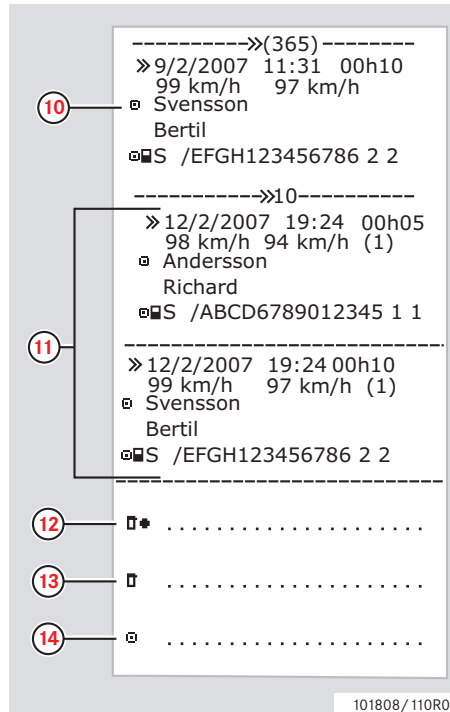 ---------->>(365)---------
>>9/2/2007 11:31 00h10
99 km/h 97 km/h
10 Svensson
Bertil
S /EFGH123456786 2 2
---------->>10------------
>>12/2/2007 19:24 00h05
98 km/h 94 km/h (1)
Andersson
Richard
S /ABCD6789012345 1 1
11
-----------------------------
>>12/2/2007 19:24 00h10
99 km/h 97 km/h (1)
Svensson
Bertil
S /EFGH123456786 2 2
-----------------------------
12 ......................
13 ......................
14 ......................
101808/110R0